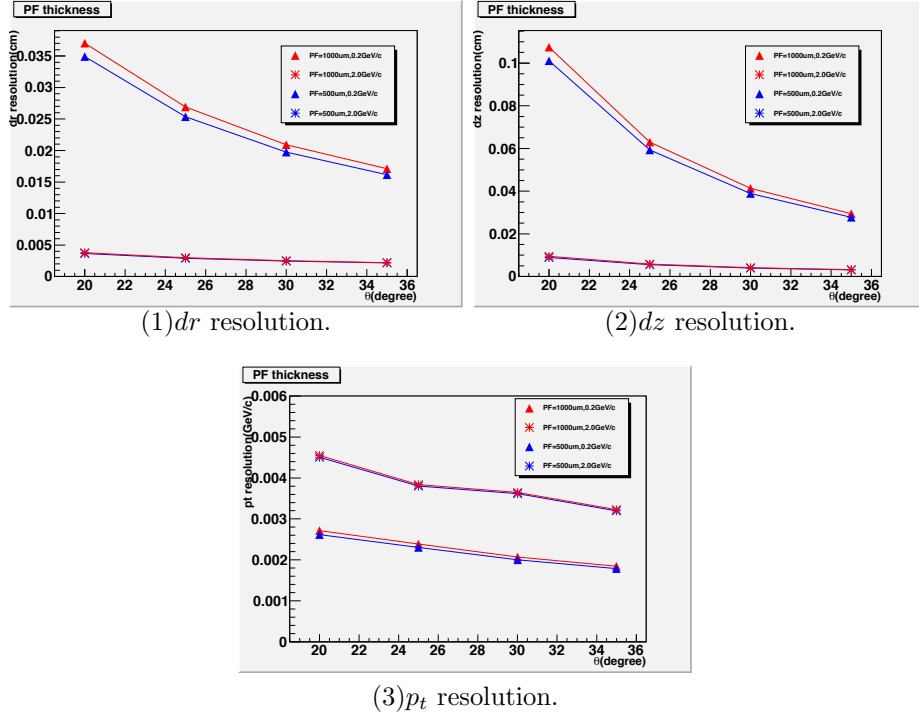 PF thickness
dr resolution(cm)
0.035
0.03
0.025
0.02
0.015
0.01
0.005
0
20 22 24 26 28 30 32 34 36
θ(degree)
PF=1000um,0.2GeV/c
PF=1000um,2.0GeV/c
PF=500um,0.2GeV/c
PF=500um,2.0GeV/c
(1)dr resolution.
PF thickness
dz resolution(cm)
0.1
0.08
0.06
0.04
0.02
0
20 22 24 26 28 30 32 34 36
θ(degree)
PF=1000um,0.2GeV/c
PF=1000um,2.0GeV/c
PF=500um,0.2GeV/c
PF=500um,2.0GeV/c
(2)dz resolution.
PF thickness
pt resolution(GeV/c)
0.006
0.005
0.004
0.003
0.002
0.001
0
20 22 24 26 28 30 32 34 36
θ(degree)
PF=1000um,0.2GeV/c
PF=1000um,2.0GeV/c
PF=500um,0.2GeV/c
PF=500um,2.0GeV/c
(3)p_t resolution.